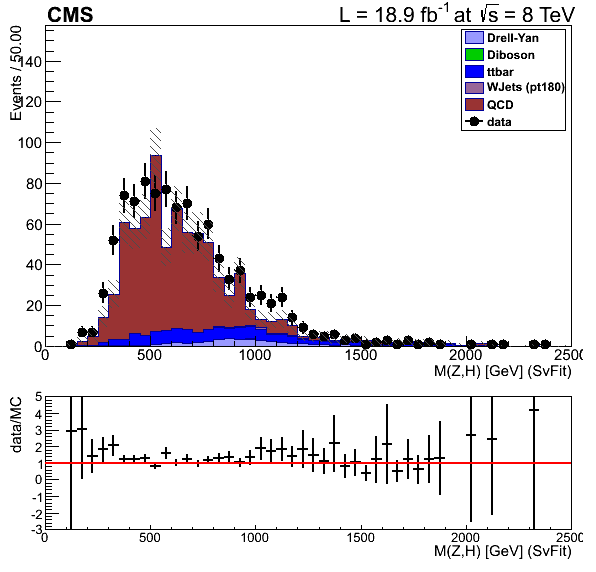 CMS
L = 18.9 fb⁻¹ at √s = 8 TeV
Events / 50.00
140
120
100
80
60
40
20
0
Drell-Yan
Diboson
ttbar
WJets (pt180)
QCD
data
0 500 1000 1500 2000 2500
M(Z,H) [GeV] (SvFit)
data/MC
5
4
3
2
1
0
-1
-2
-3
0 500 1000 1500 2000 2500
M(Z,H) [GeV] (SvFit)